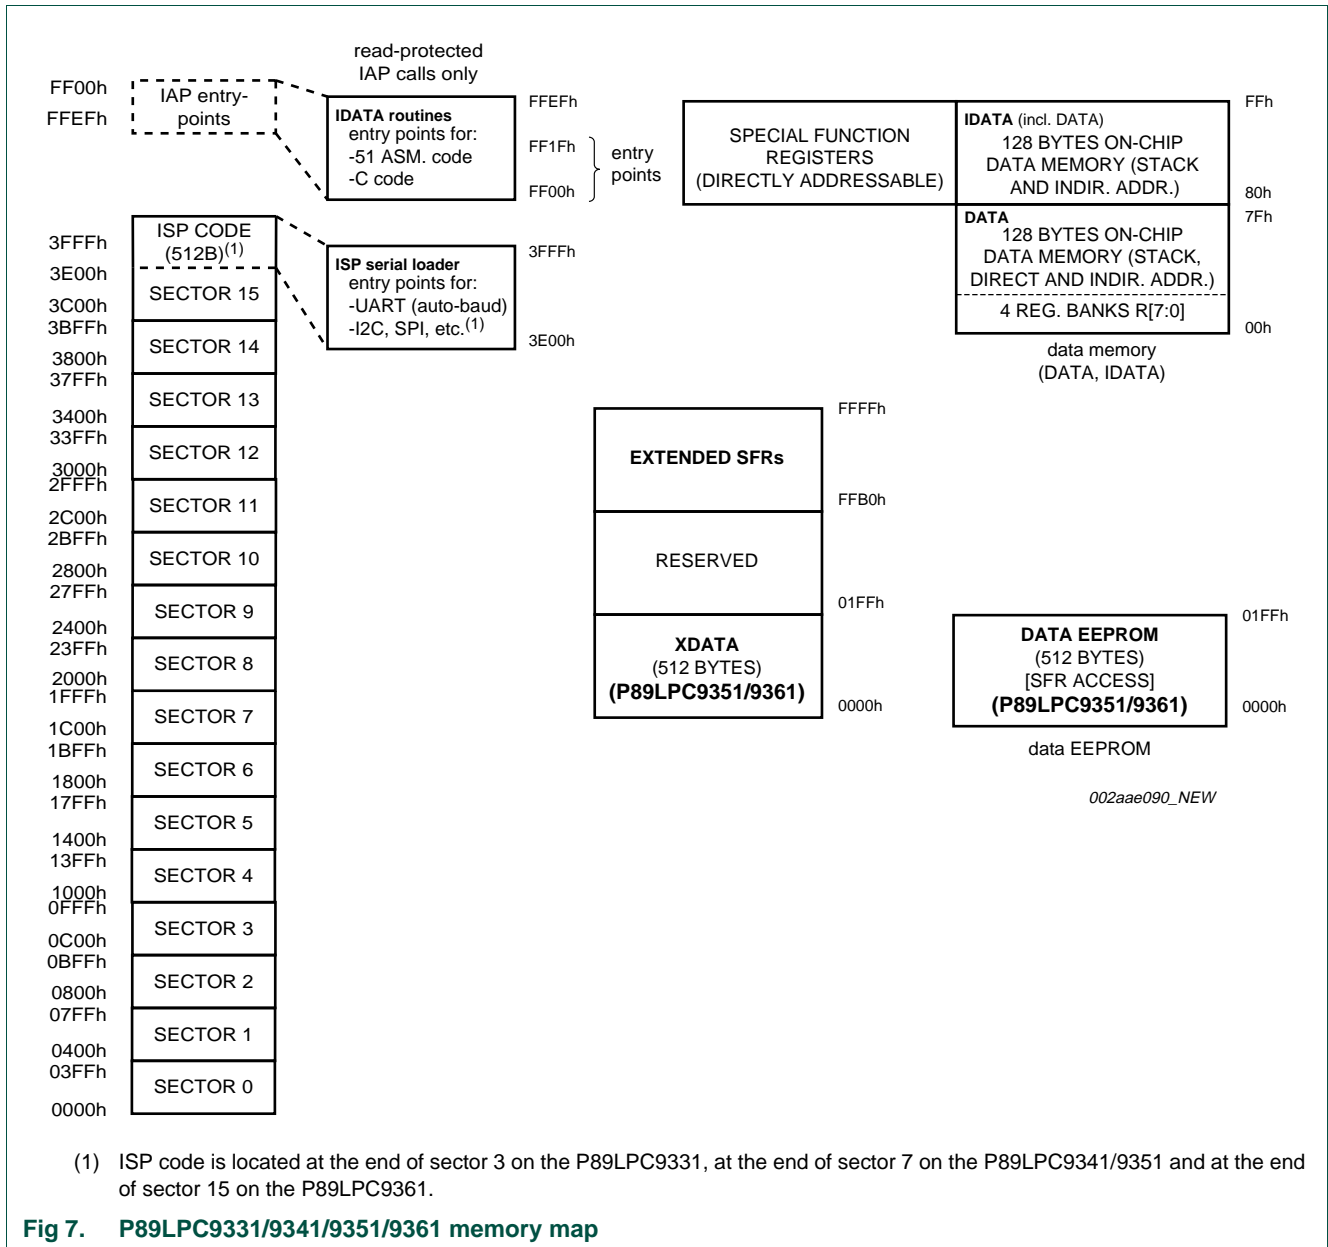 read-protected
IAP calls only
FF00h
FFEFh
IAP entry-
points
IDATA routines
entry points for:
-51 ASM. code
-C code
FFEFh
FF1Fh
FF00h
entry
points
SPECIAL FUNCTION
REGISTERS
(DIRECTLY ADDRESSABLE)
IDATA (incl. DATA)
128 BYTES ON-CHIP
DATA MEMORY (STACK
AND INDIR. ADDR.)
FFh
80h
DATA
128 BYTES ON-CHIP
DATA MEMORY (STACK,
DIRECT AND INDIR. ADDR.)
4 REG. BANKS R[7:0]
7Fh
00h
data memory
(DATA, IDATA)
ISP CODE
(512B)(1)
3FFFh
3E00h
ISP serial loader
entry points for:
-UART (auto-baud)
-I2C, SPI, etc.(1)
3FFFh
3E00h
SECTOR 15
3C00h
3BFFh
SECTOR 14
3800h
37FFh
SECTOR 13
3400h
33FFh
SECTOR 12
3000h
2FFFh
SECTOR 11
2C00h
2BFFh
SECTOR 10
2800h
27FFh
SECTOR 9
2400h
23FFh
SECTOR 8
2000h
1FFFh
SECTOR 7
1C00h
1BFFh
SECTOR 6
1800h
17FFh
SECTOR 5
1400h
13FFh
SECTOR 4
1000h
0FFFh
SECTOR 3
0C00h
0BFFh
SECTOR 2
0800h
07FFh
SECTOR 1
0400h
03FFh
SECTOR 0
0000h
FFFFh
EXTENDED SFRs
FFB0h
RESERVED
01FFh
XDATA
(512 BYTES)
(P89LPC9351/9361)
0000h
01FFh
DATA EEPROM
(512 BYTES)
[SFR ACCESS]
(P89LPC9351/9361)
0000h
data EEPROM
002aae090_NEW
(1) ISP code is located at the end of sector 3 on the P89LPC9331, at the end of sector 7 on the P89LPC9341/9351 and at the end
of sector 15 on the P89LPC9361.
Fig 7. P89LPC9331/9341/9351/9361 memory map